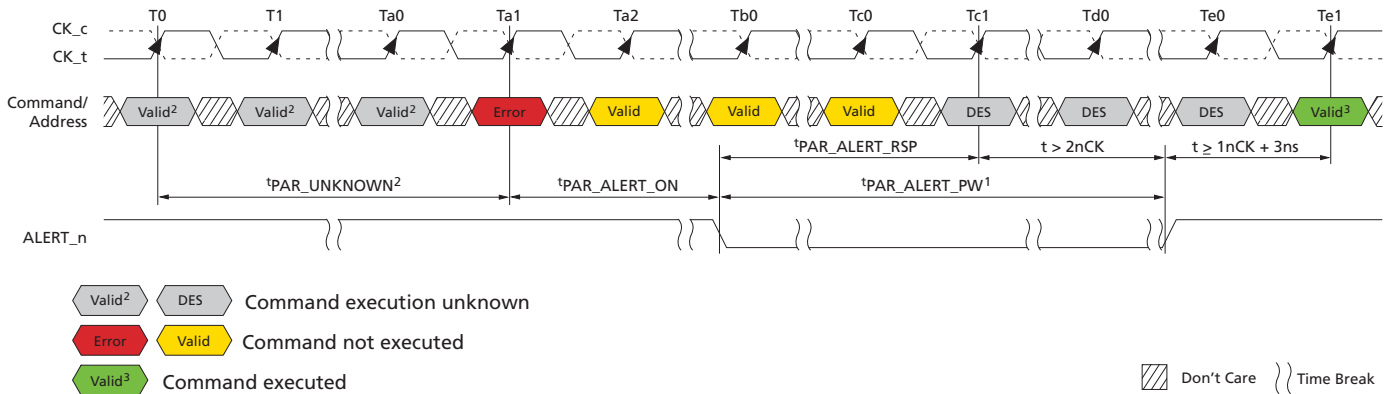 T0 T1 Ta0 Ta1 Ta2 Tb0 Tc0 Tc1 Td0 Te0 Te1
CK_c
CK_t
Command/
Address
Valid² Valid² Valid² Error Valid Valid Valid DES DES DES Valid³
tPAR_ALERT_RSP t > 2nCK t ≥ 1nCK + 3ns
tPAR_UNKNOWN² tPAR_ALERT_ON tPAR_ALERT_PW¹
ALERT_n
Valid² DES Command execution unknown
Error Valid Command not executed
Valid³ Command executed
Don't Care Time Break